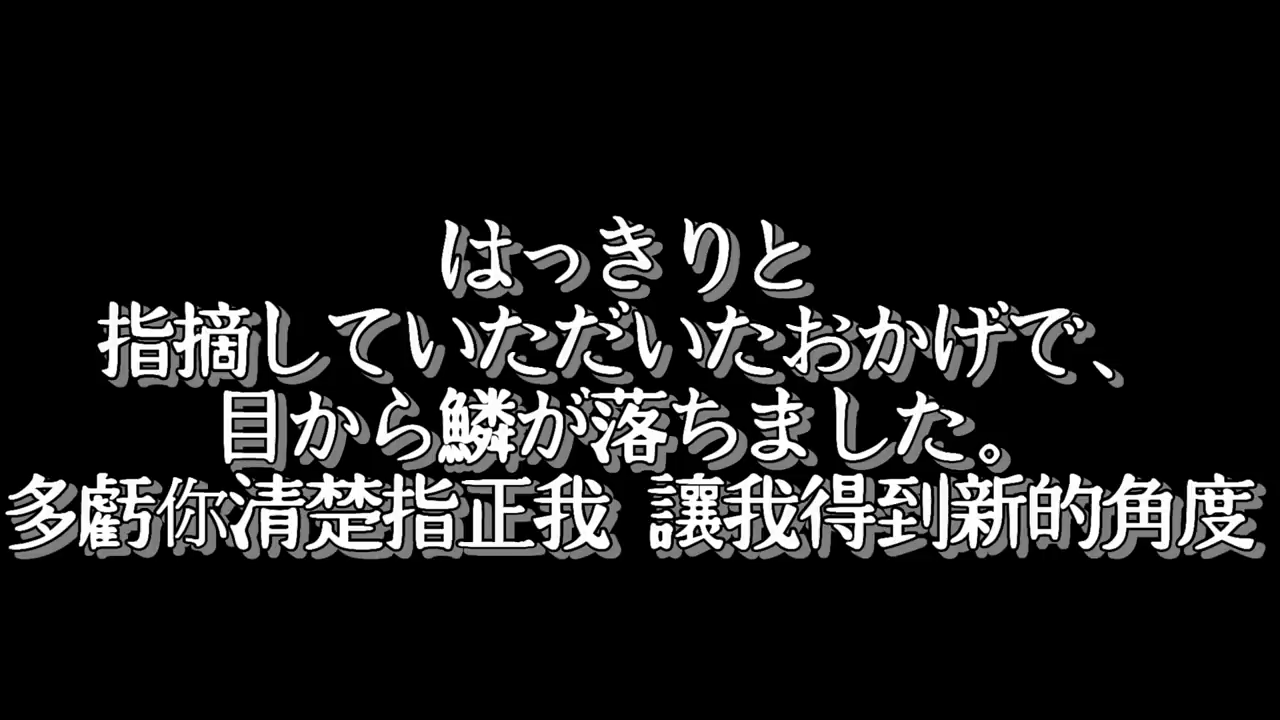 はっきりと
指摘していただいたおかげで、
目から鱗が落ちました。
多虧你清楚指正我 讓我得到新的角度